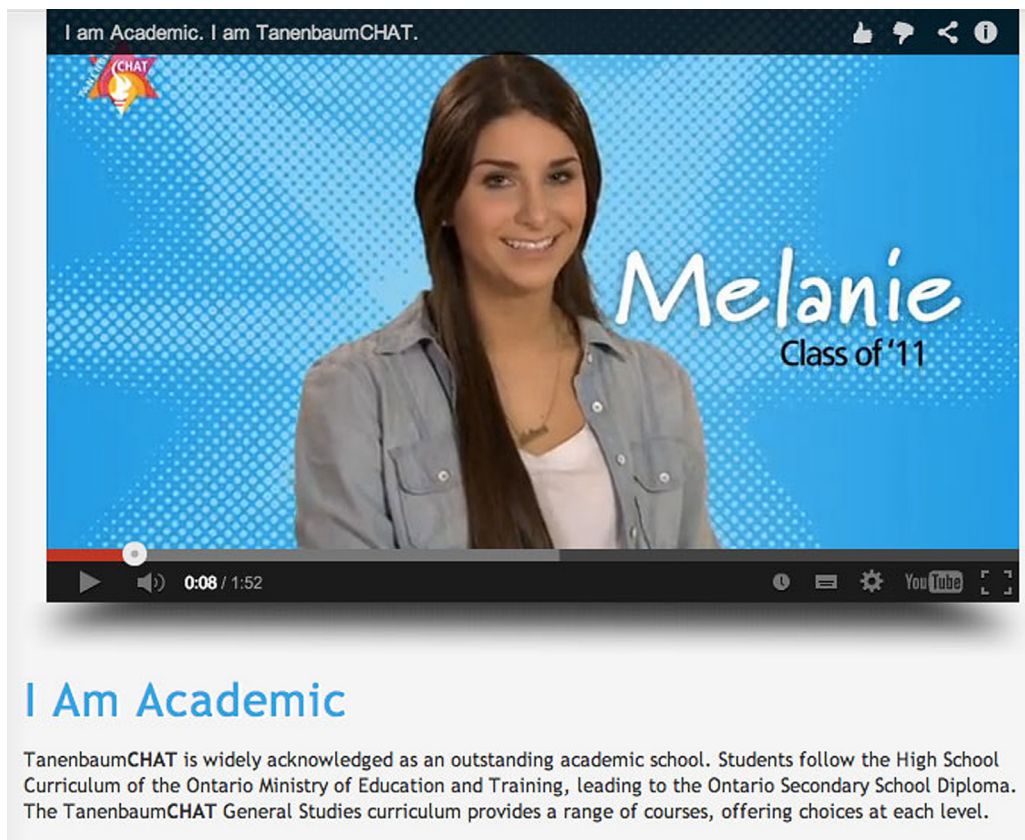 I am Academic. I am TanenbaumCHAT.
CHAT
Melanie
Class of '11
0:08 / 1:52
YouTube
I Am Academic
TanenbaumCHAT is widely acknowledged as an outstanding academic school. Students follow the High School
Curriculum of the Ontario Ministry of Education and Training, leading to the Ontario Secondary School Diploma.
The TanenbaumCHAT General Studies curriculum provides a range of courses, offering choices at each level.